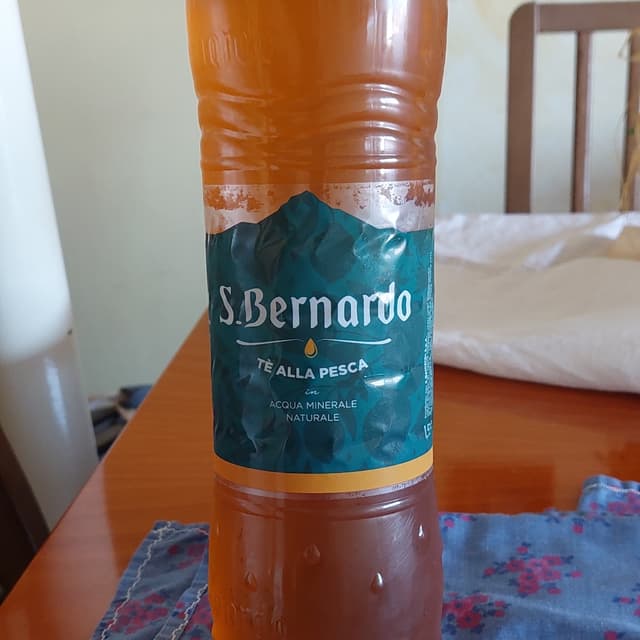 S.Bernardo
TÈ ALLA PESCA
in
ACQUA MINERALE
NATURALE